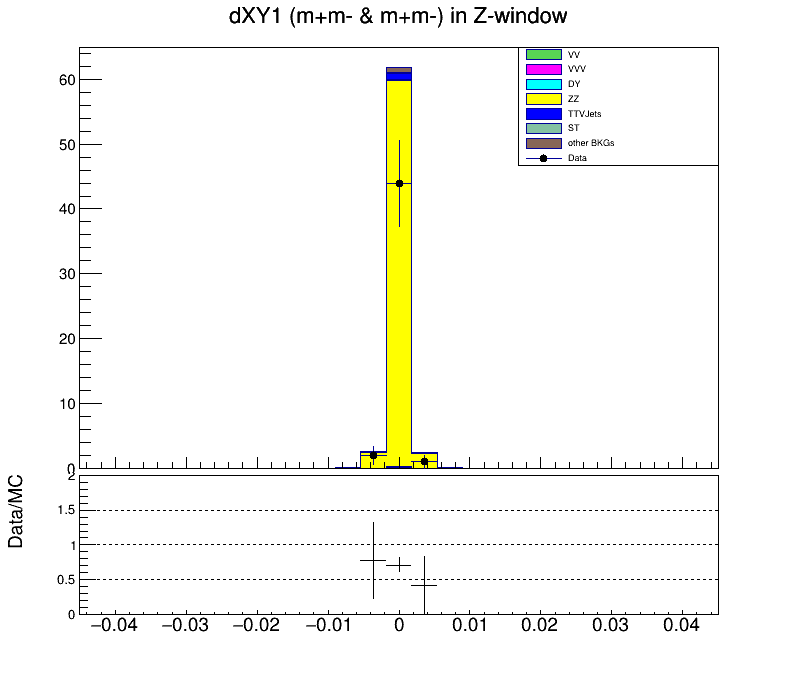 dXY1 (m+m- & m+m-) in Z-window
VV
VVV
DY
ZZ
TTVJets
ST
other BKGs
Data
60
50
40
30
20
10
0
Data/MC
2
1.5
1
0.5
0
−0.04 −0.03 −0.02 −0.01 0 0.01 0.02 0.03 0.04